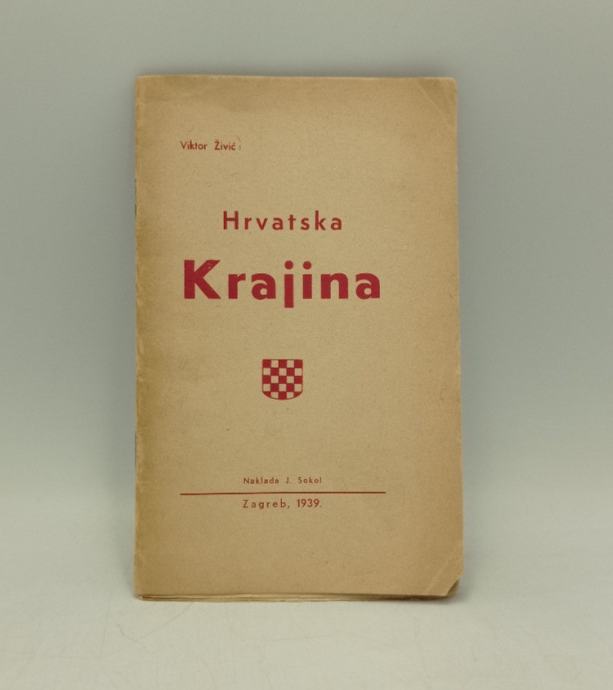 Viktor Živić:
Hrvatska
Krajina
Naklada J. Sokol
Zagreb, 1939.